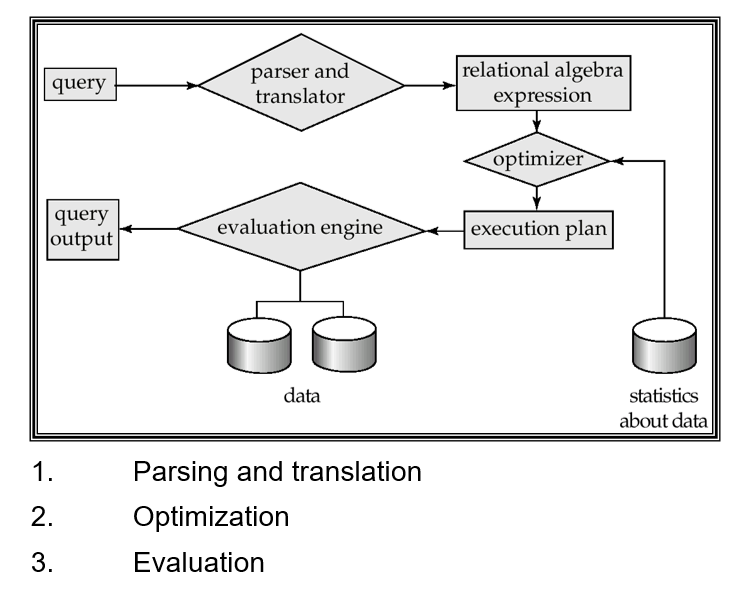 query
parser and
translator
relational algebra
expression
optimizer
query
output
evaluation engine
execution plan
data
statistics
about data
1. Parsing and translation
2. Optimization
3. Evaluation